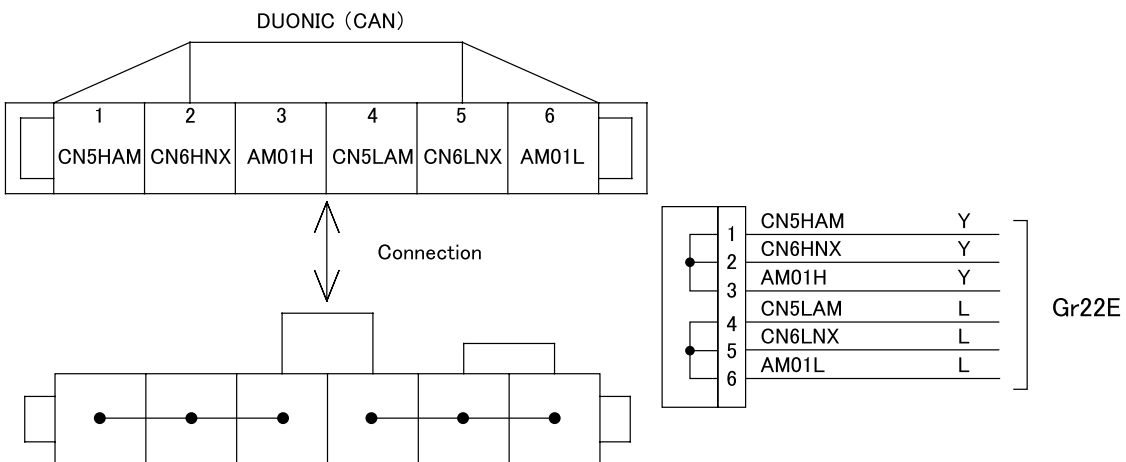 DUONIC（CAN）
1 2 3 4 5 6
CN5HAM CN6HNX AM01H CN5LAM CN6LNX AM01L
Connection
1 CN5HAM Y
2 CN6HNX Y
3 AM01H Y
4 CN5LAM L
5 CN6LNX L
6 AM01L L
Gr22E